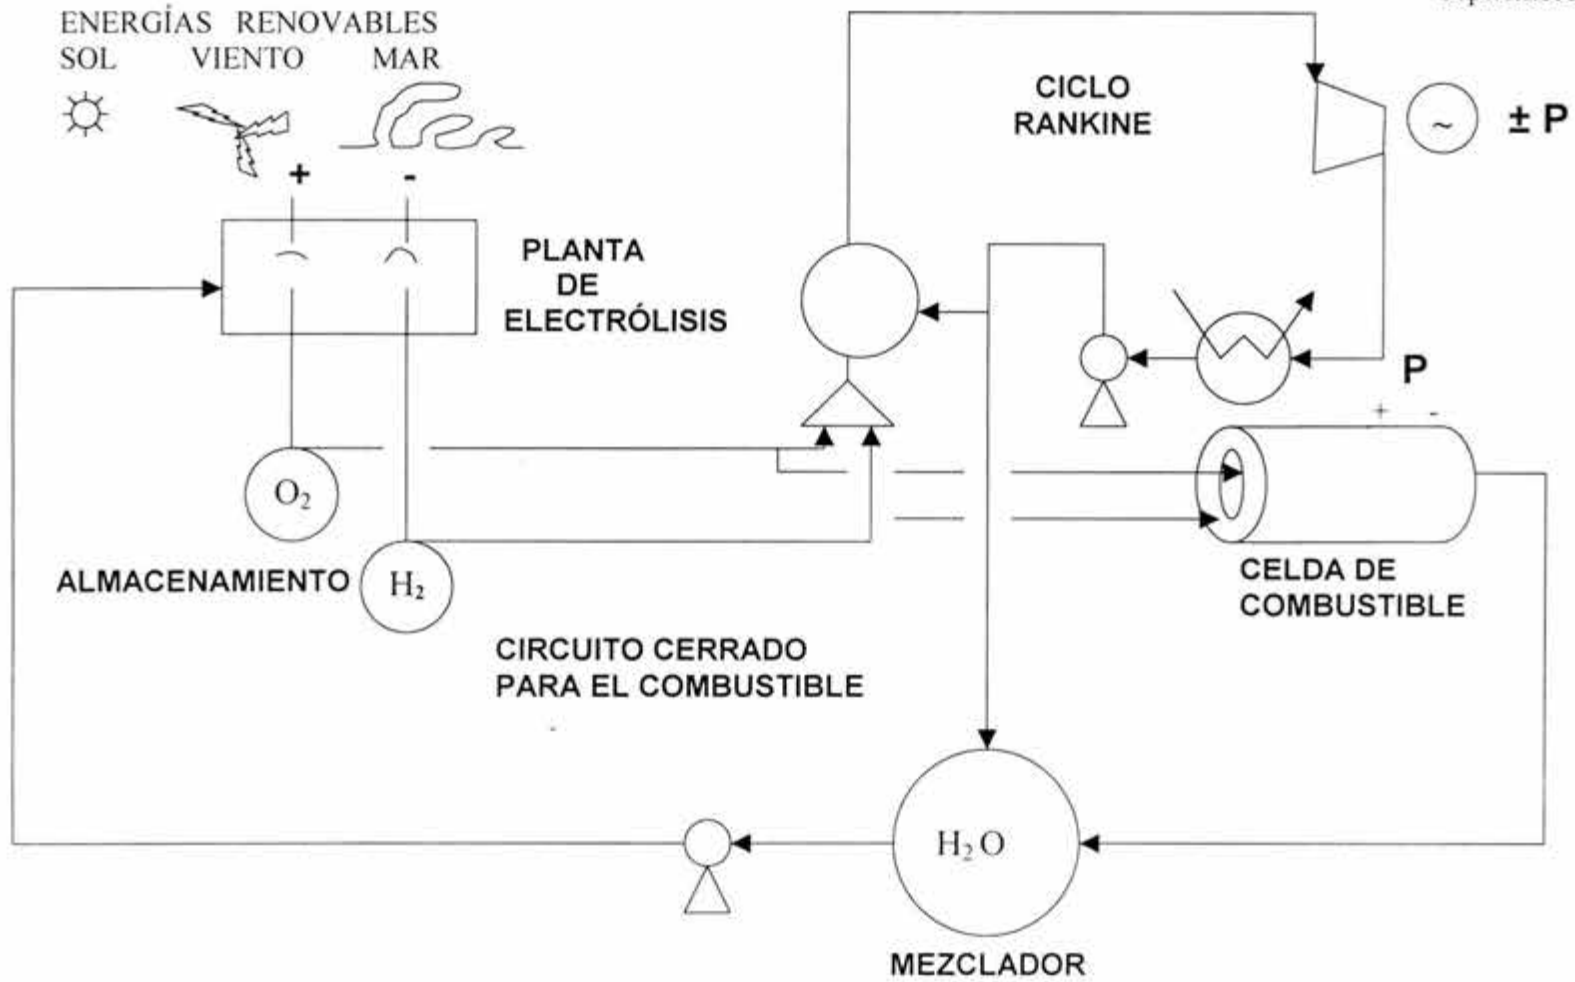 ENERGÍAS RENOVABLES
SOL VIENTO MAR
+ -
CICLO
RANKINE
~ ± P
PLANTA
DE
ELECTRÓLISIS
P
+ -
O₂
ALMACENAMIENTO
H₂
CELDA DE
COMBUSTIBLE
CIRCUITO CERRADO
PARA EL COMBUSTIBLE
H₂O
MEZCLADOR